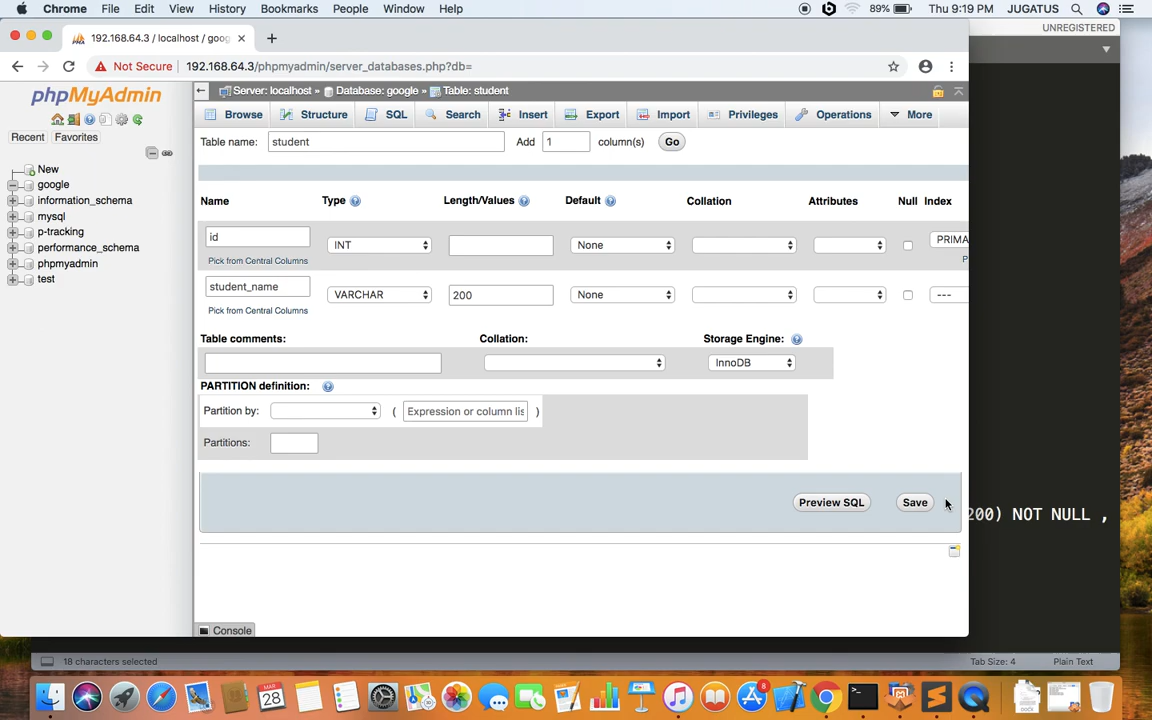 Chrome File Edit View History Bookmarks People Window Help 89% Thu 9:19 PM JUGATUS
UNREGISTERED
192.168.64.3 / localhost / goog
Not Secure 192.168.64.3/phpmyadmin/server_databases.php?db=
phpMyAdmin
Recent Favorites
New
google
information_schema
mysql
p-tracking
performance_schema
phpmyadmin
test
Server: localhost » Database: google » Table: student
Browse Structure SQL Search Insert Export Import Privileges Operations More
Table name: student Add 1 column(s) Go
Name Type Length/Values Default Collation Attributes Null Index
id INT None PRIMA
Pick from Central Columns P
student_name VARCHAR 200 None ---
Pick from Central Columns
Table comments: Collation: Storage Engine:
InnoDB
PARTITION definition:
Partition by: ( Expression or column lis )
Partitions:
Preview SQL Save
200) NOT NULL ,
Console
18 characters selected Tab Size: 4 Plain Text
MAR
28
8